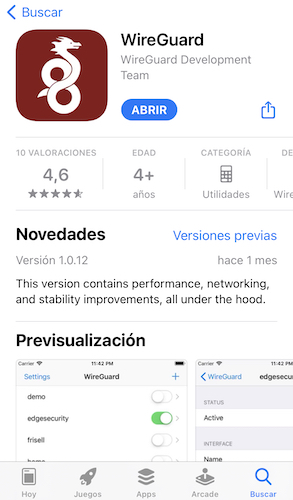 Buscar
WireGuard
WireGuard Development
Team
ABRIR
10 VALORACIONES
EDAD
CATEGORÍA
DE
4,6
4+
años
Utilidades
Wire
Novedades
Versiones previas
Versión 1.0.12
hace 1 mes
This version contains performance, networking,
and stability improvements, all under the hood.
Previsualización
Carrier
11:42 PM
Carrier
11:42 PM
Settings
WireGuard
+
WireGuard
edgesecur
demo
STATUS
edgesecurity
Active
frisell
INTERFACE
home
Name
Hoy
Juegos
Apps
Arcade
Buscar